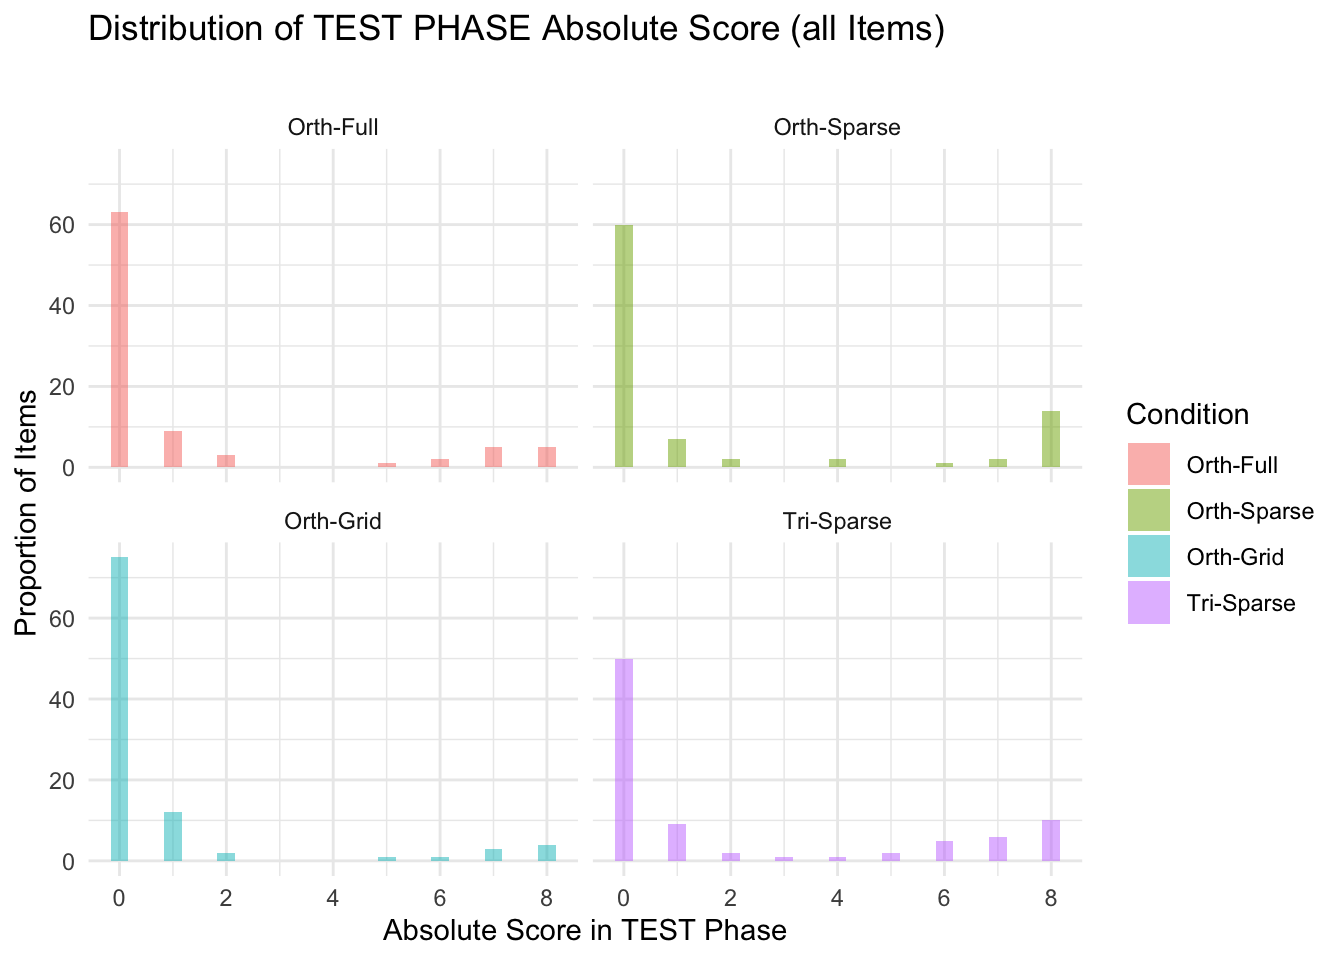 Distribution of TEST PHASE Absolute Score (all Items)
Orth-Full
Orth-Sparse
60
40
20
0
Orth-Grid
Tri-Sparse
60
40
20
0
0 2 4 6 8
0 2 4 6 8
Absolute Score in TEST Phase
Proportion of Items
Condition
Orth-Full
Orth-Sparse
Orth-Grid
Tri-Sparse